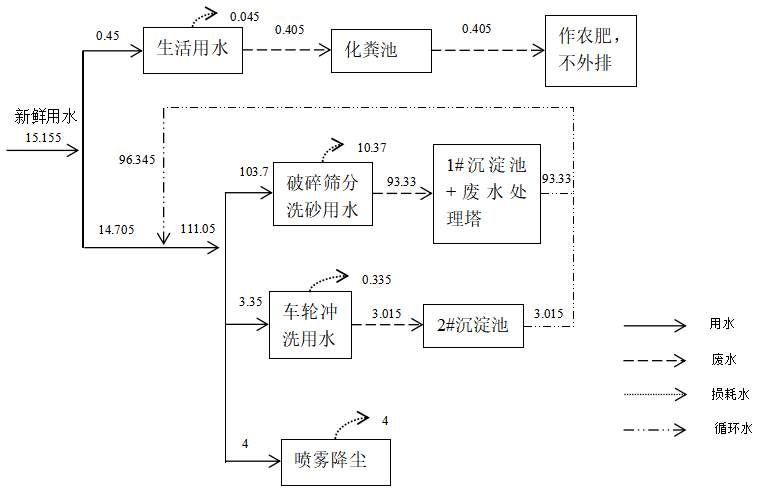 0.045
0.45
生活用水
0.405
化粪池
0.405
作农肥，
不外排
新鲜用水
15.155
96.345
10.37
103.7
破碎筛分
洗砂用水
93.33
1#沉淀池
+废水处
理塔
93.33
14.705
111.05
0.335
3.35
车轮冲
洗用水
3.015
2#沉淀池
3.015
4
4
喷雾降尘
用水
废水
损耗水
循环水